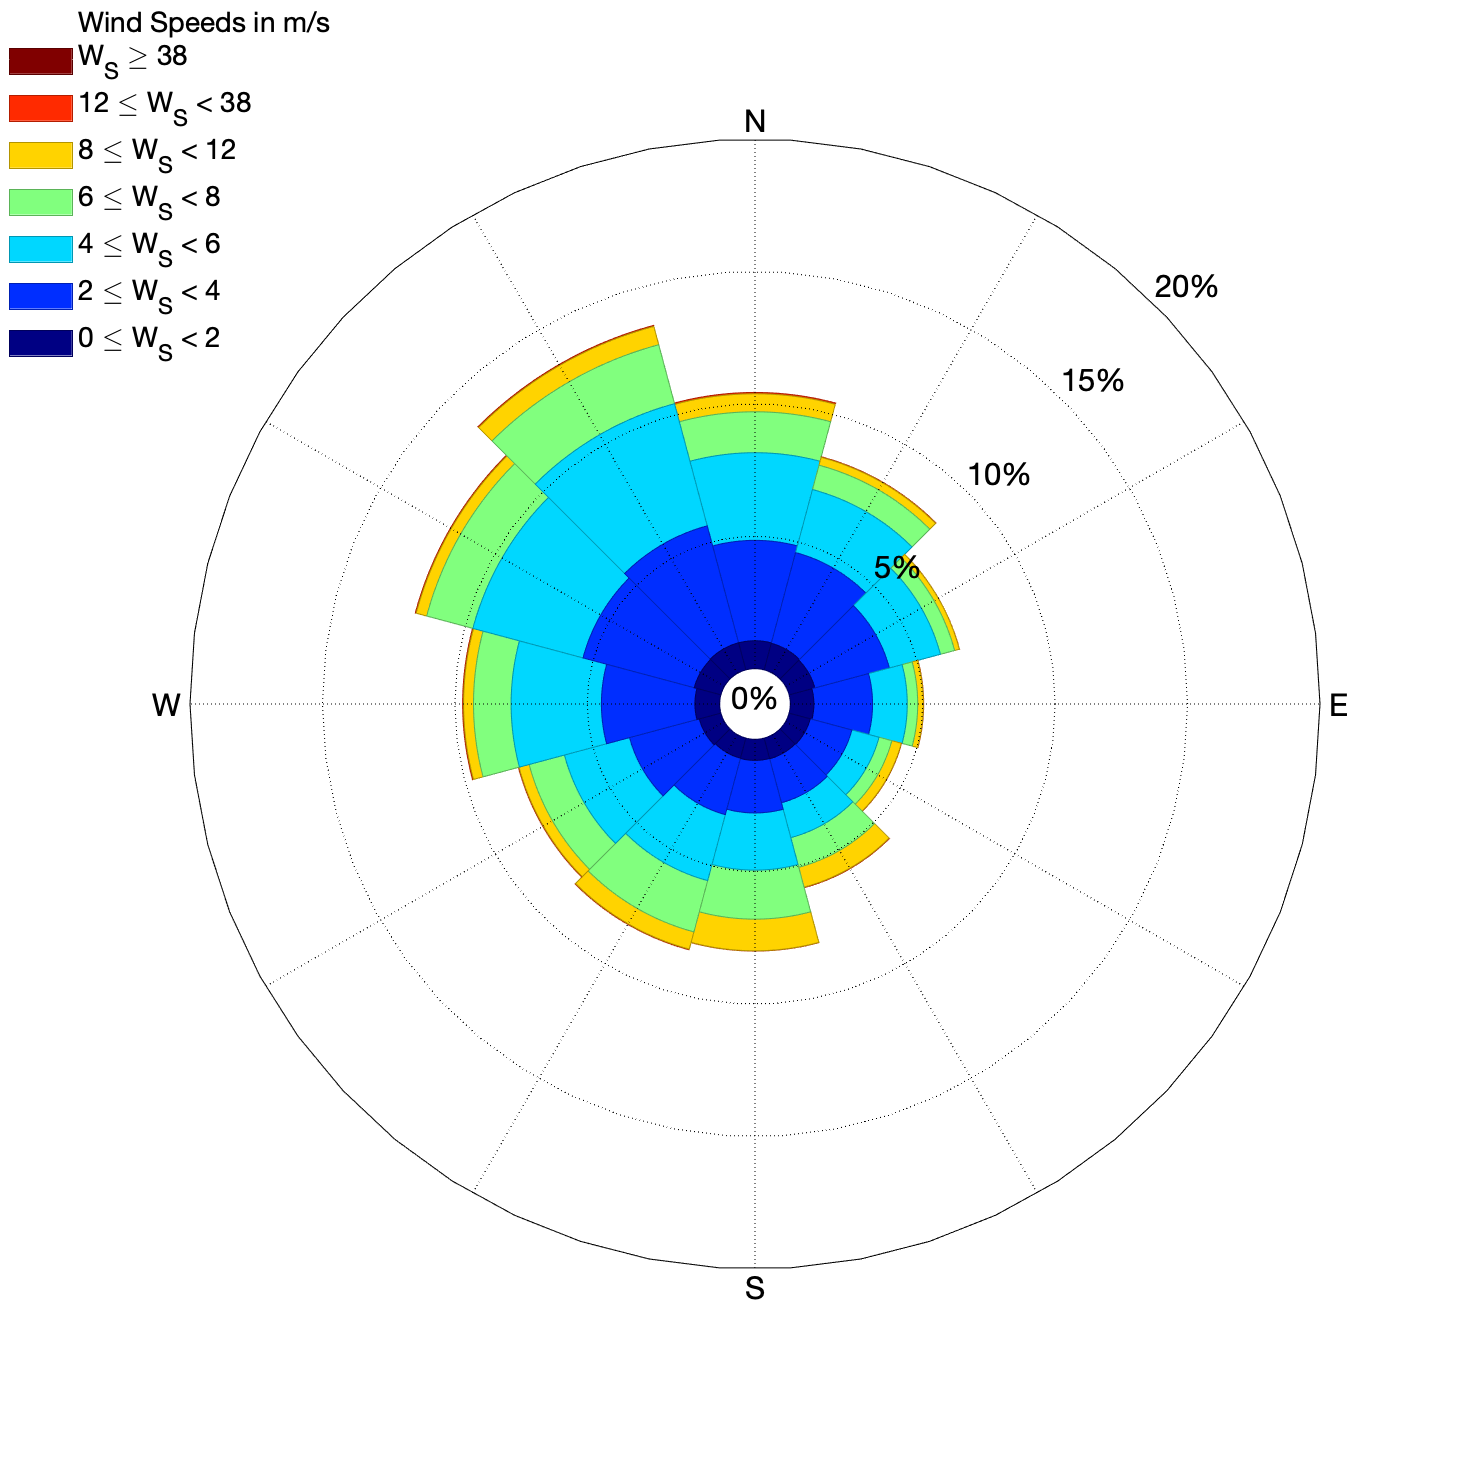 Wind Speeds in m/s
W_S ≥ 38
12 ≤ W_S < 38
8 ≤ W_S < 12
6 ≤ W_S < 8
4 ≤ W_S < 6
2 ≤ W_S < 4
0 ≤ W_S < 2
N
20%
15%
10%
5%
0%
W
E
S